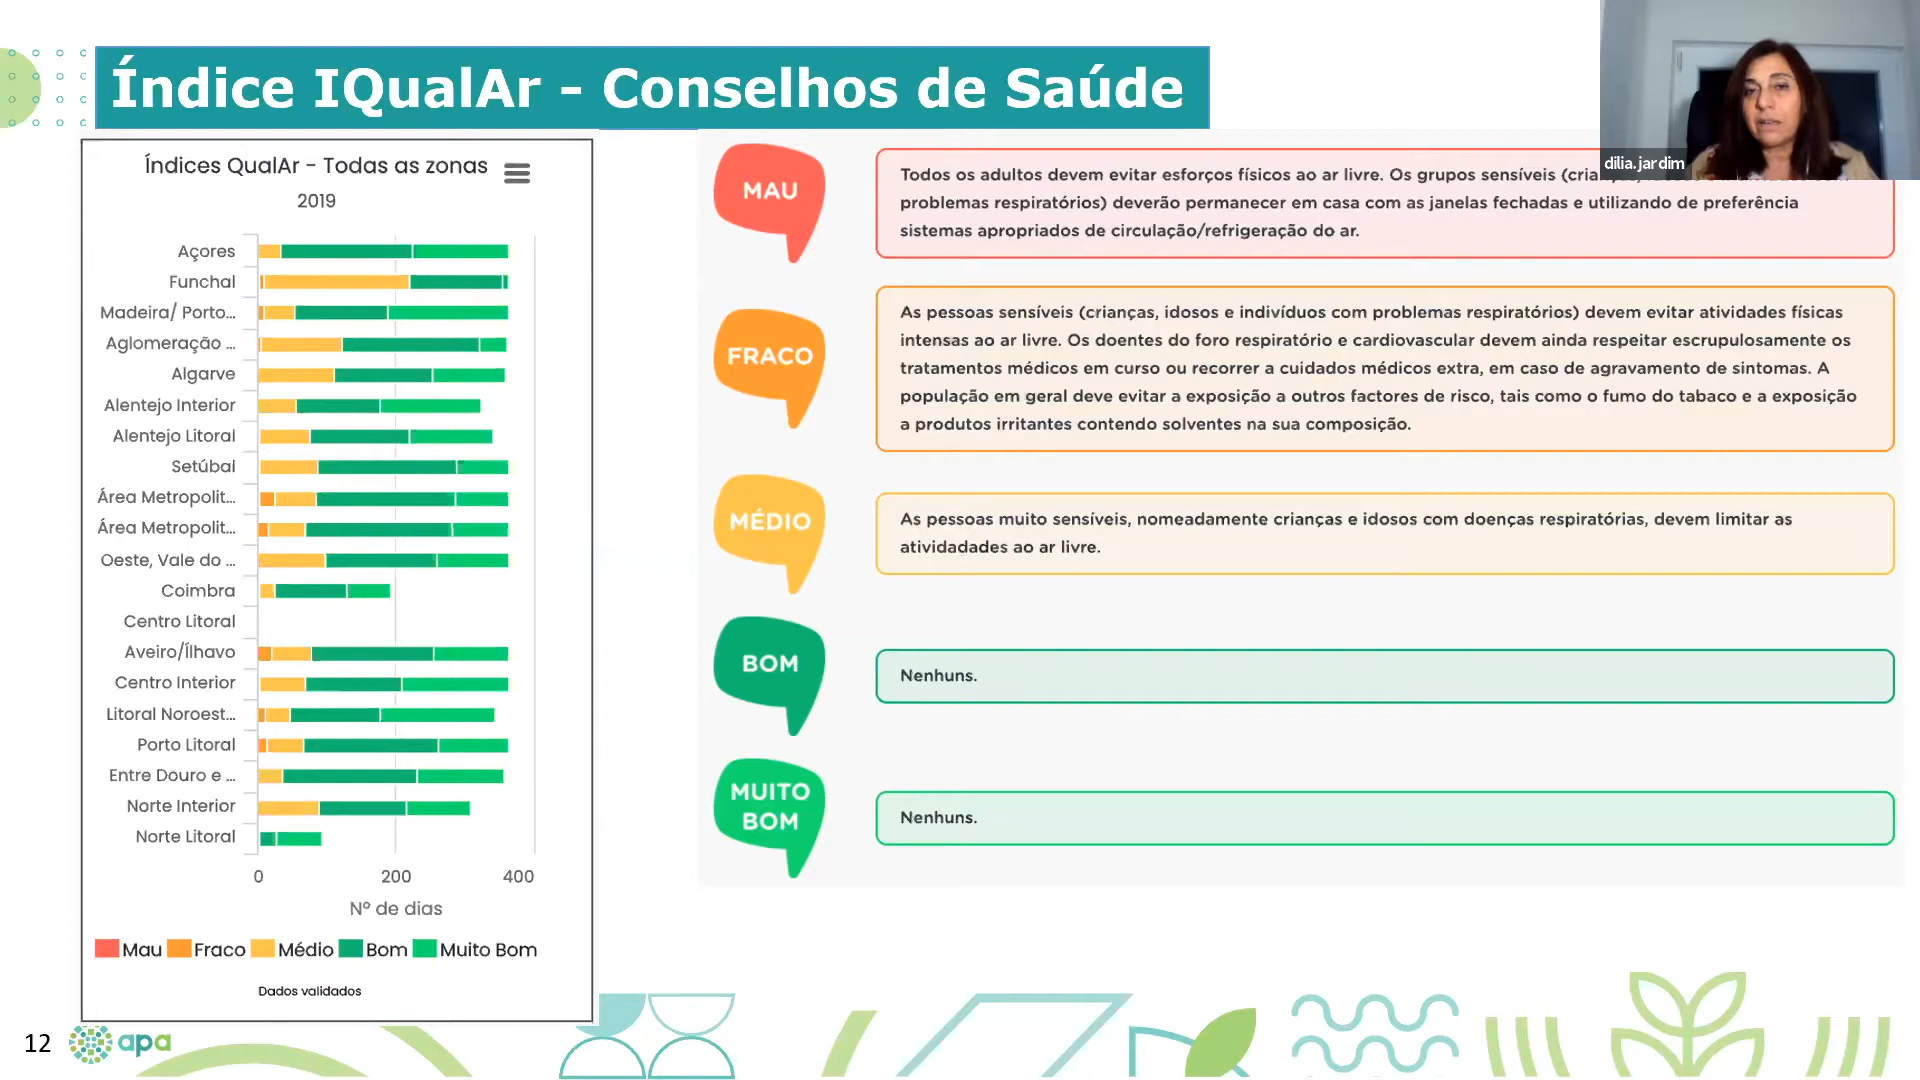 Índice IQualAr - Conselhos de Saúde
dilia.jardim
Índices QualAr - Todas as zonas
2019
Açores
Funchal
Madeira/ Porto...
Aglomeração ...
Algarve
Alentejo Interior
Alentejo Litoral
Setúbal
Área Metropolit...
Área Metropolit...
Oeste, Vale do ...
Coimbra
Centro Litoral
Aveiro/Ílhavo
Centro Interior
Litoral Noroest...
Porto Litoral
Entre Douro e ...
Norte Interior
Norte Litoral
0 200 400
Nº de dias
Mau Fraco Médio Bom Muito Bom
Dados validados
MAU
Todos os adultos devem evitar esforços físicos ao ar livre. Os grupos sensíveis
problemas respiratórios) deverão permanecer em casa com as janelas fechadas e utilizando de preferência
sistemas apropriados de circulação/refrigeração do ar.
FRACO
As pessoas sensíveis (crianças, idosos e indivíduos com problemas respiratórios) devem evitar atividades físicas
intensas ao ar livre. Os doentes do foro respiratório e cardiovascular devem ainda respeitar escrupulosamente os
tratamentos médicos em curso ou recorrer a cuidados médicos extra, em caso de agravamento de sintomas. A
população em geral deve evitar a exposição a outros factores de risco, tais como o fumo do tabaco e a exposição
a produtos irritantes contendo solventes na sua composição.
MÉDIO
As pessoas muito sensíveis, nomeadamente crianças e idosos com doenças respiratórias, devem limitar as
atividadades ao ar livre.
BOM
Nenhuns.
MUITO
BOM
Nenhuns.
12
apa